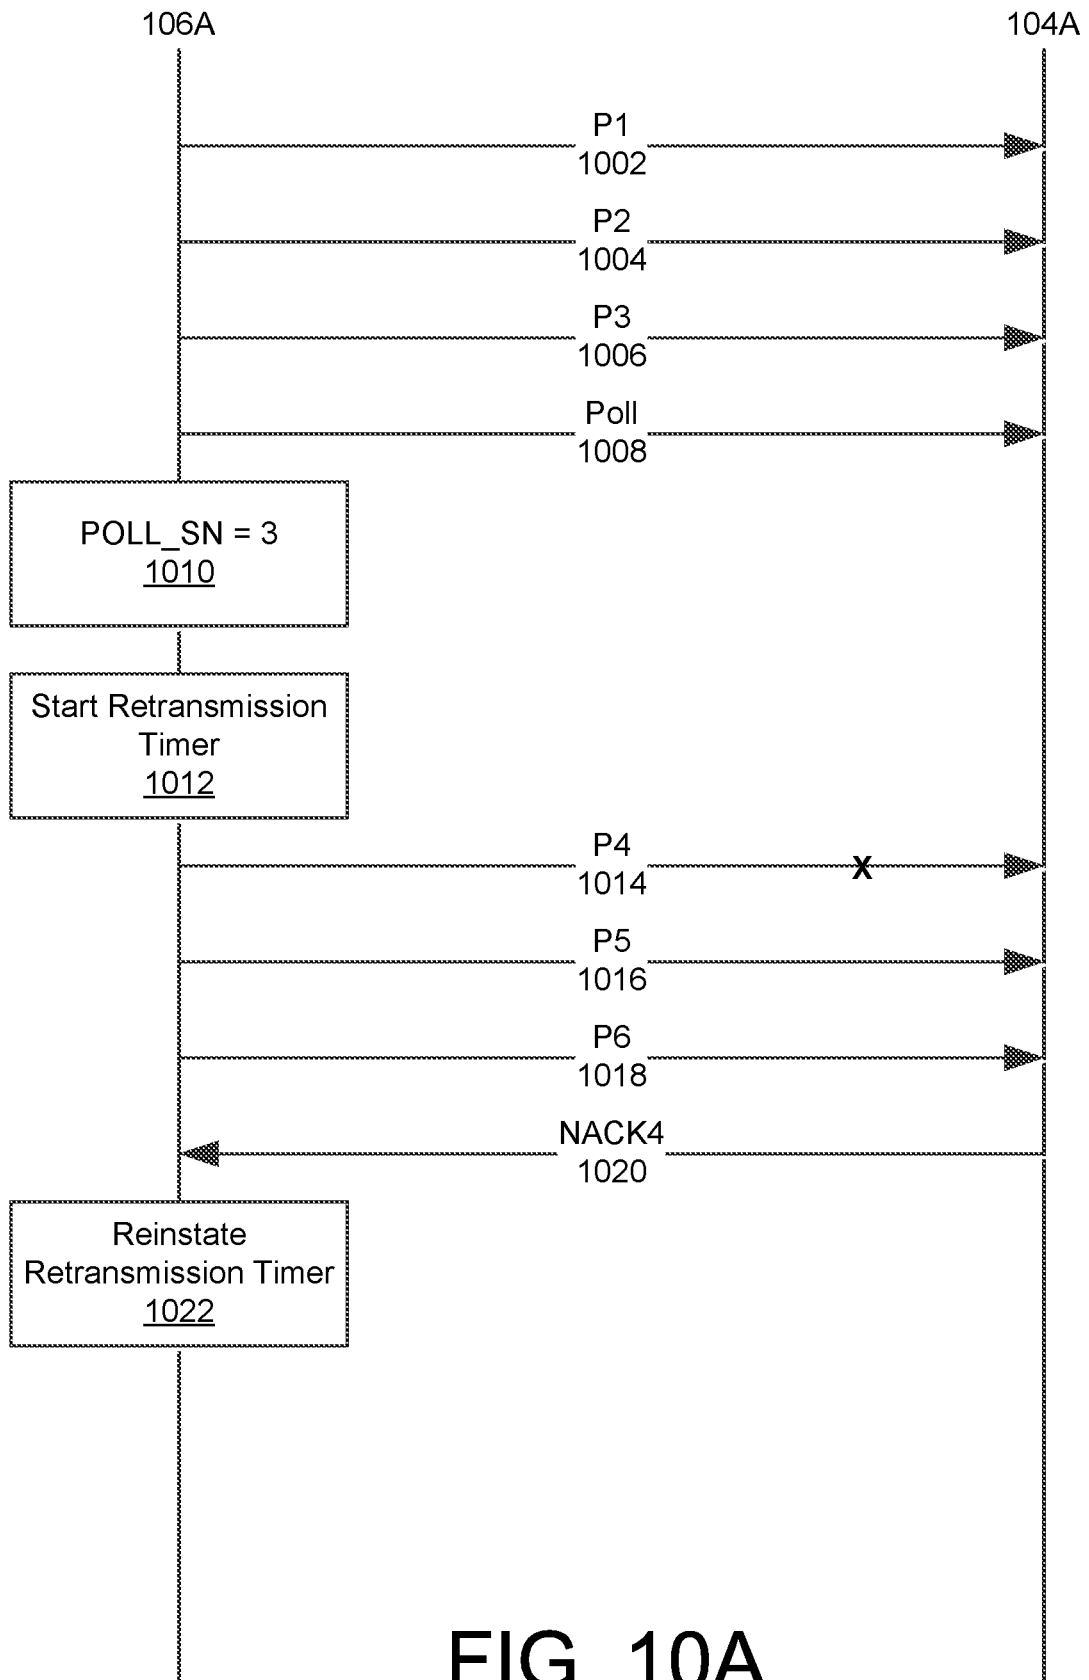 106A
104A
P1
1002
P2
1004
P3
1006
Poll
1008
POLL_SN = 3
1010
Start Retransmission
Timer
1012
P4
1014
X
P5
1016
P6
1018
NACK4
1020
Reinstate
Retransmission Timer
1022
FIG. 10A